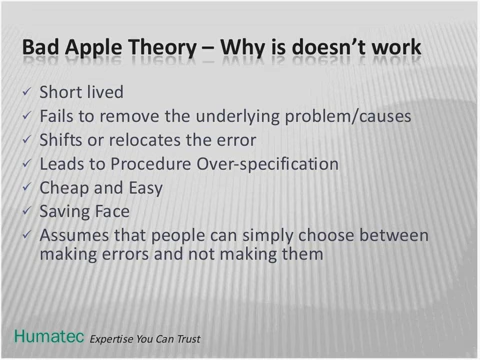 Bad Apple Theory – Why is doesn't work
Short lived
Fails to remove the underlying problem/causes
Shifts or relocates the error
Leads to Procedure Over-specification
Cheap and Easy
Saving Face
Assumes that people can simply choose between
making errors and not making them
Humatec Expertise You Can Trust